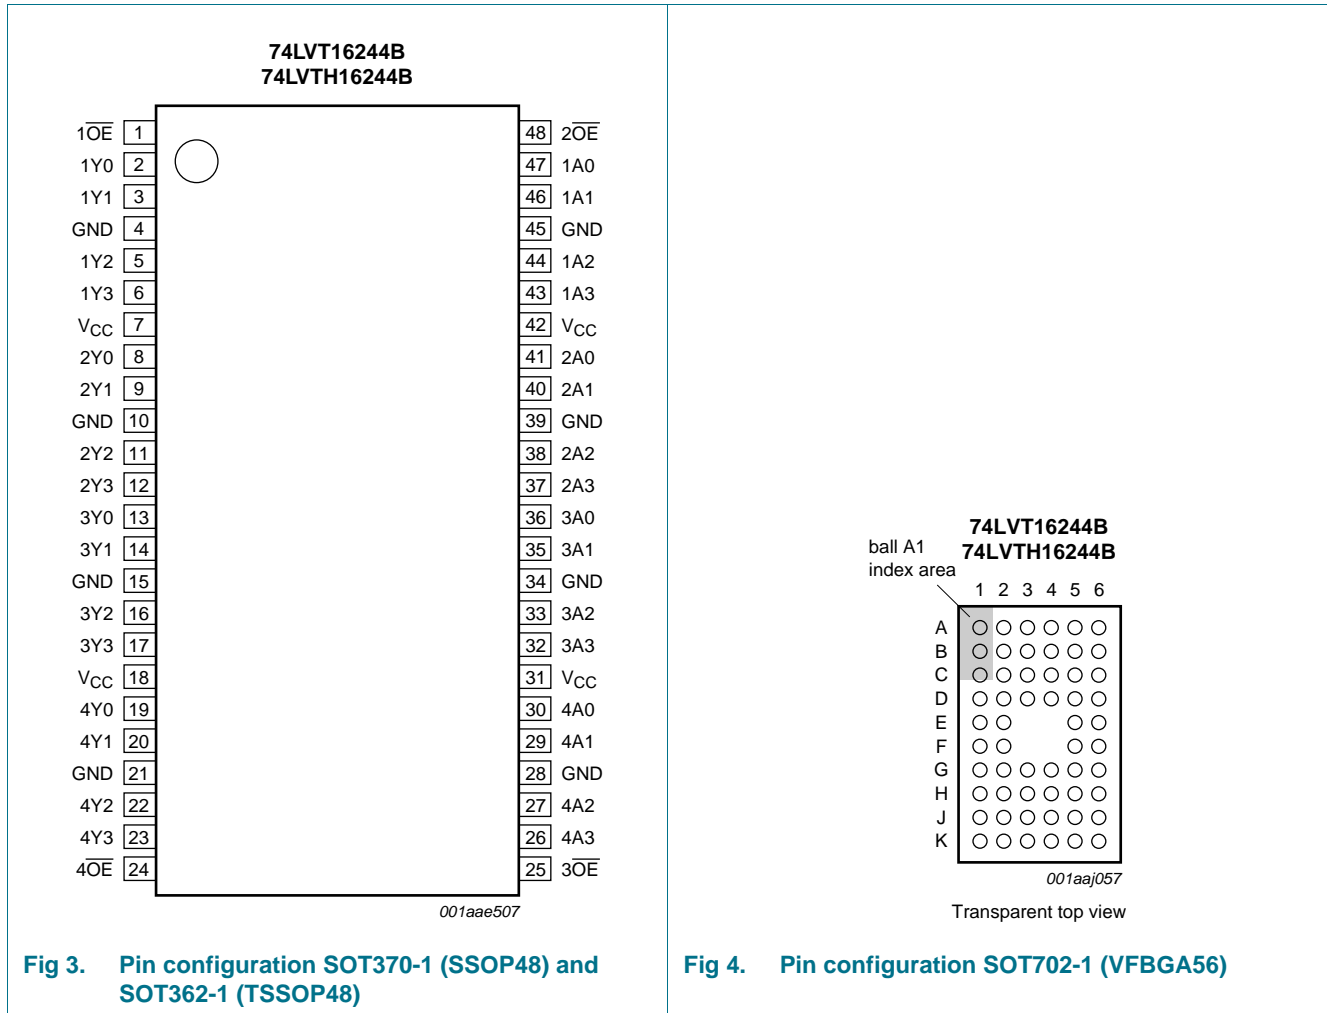 74LVT16244B
74LVTH16244B
1OE 1 48 2OE
1Y0 2 47 1A0
1Y1 3 46 1A1
GND 4 45 GND
1Y2 5 44 1A2
1Y3 6 43 1A3
VCC 7 42 VCC
2Y0 8 41 2A0
2Y1 9 40 2A1
GND 10 39 GND
2Y2 11 38 2A2
2Y3 12 37 2A3
3Y0 13 36 3A0
3Y1 14 35 3A1
GND 15 34 GND
3Y2 16 33 3A2
3Y3 17 32 3A3
VCC 18 31 VCC
4Y0 19 30 4A0
4Y1 20 29 4A1
GND 21 28 GND
4Y2 22 27 4A2
4Y3 23 26 4A3
4OE 24 25 3OE
001aae507
Fig 3. Pin configuration SOT370-1 (SSOP48) and
SOT362-1 (TSSOP48)
74LVT16244B
74LVTH16244B
ball A1
index area
1 2 3 4 5 6
A
B
C
D
E
F
G
H
J
K
001aaj057
Transparent top view
Fig 4. Pin configuration SOT702-1 (VFBGA56)